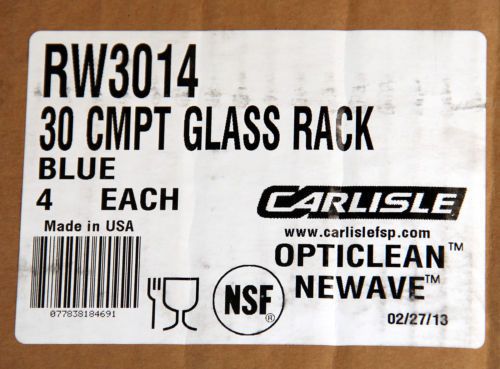 RW3014
30 CMPT GLASS RACK
BLUE
4 EACH
Made in USA
077838184691
CARLISLE
www.carlislefsp.com
OPTICLEAN™
NEWAVE™
NSF®
02/27/13